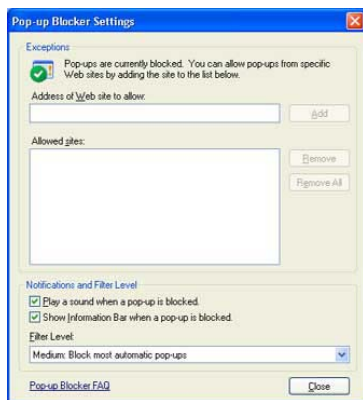 Pop-up Blocker Settings
Exceptions
Pop-ups are currently blocked. You can allow pop-ups from specific
Web sites by adding the site to the list below.
Address of Web site to allow:
Add
Allowed sites:
Remove
Remove All
Notifications and Filter Level
Play a sound when a pop-up is blocked.
Show Information Bar when a pop-up is blocked.
Filter Level:
Medium: Block most automatic pop-ups
Pop-up Blocker FAQ
Close